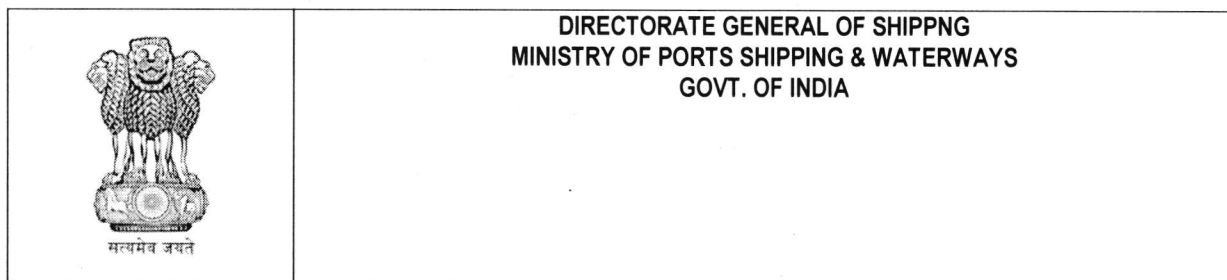 DIRECTORATE GENERAL OF SHIPPNG
MINISTRY OF PORTS SHIPPING & WATERWAYS
GOVT. OF INDIA
सत्यमेव जयते